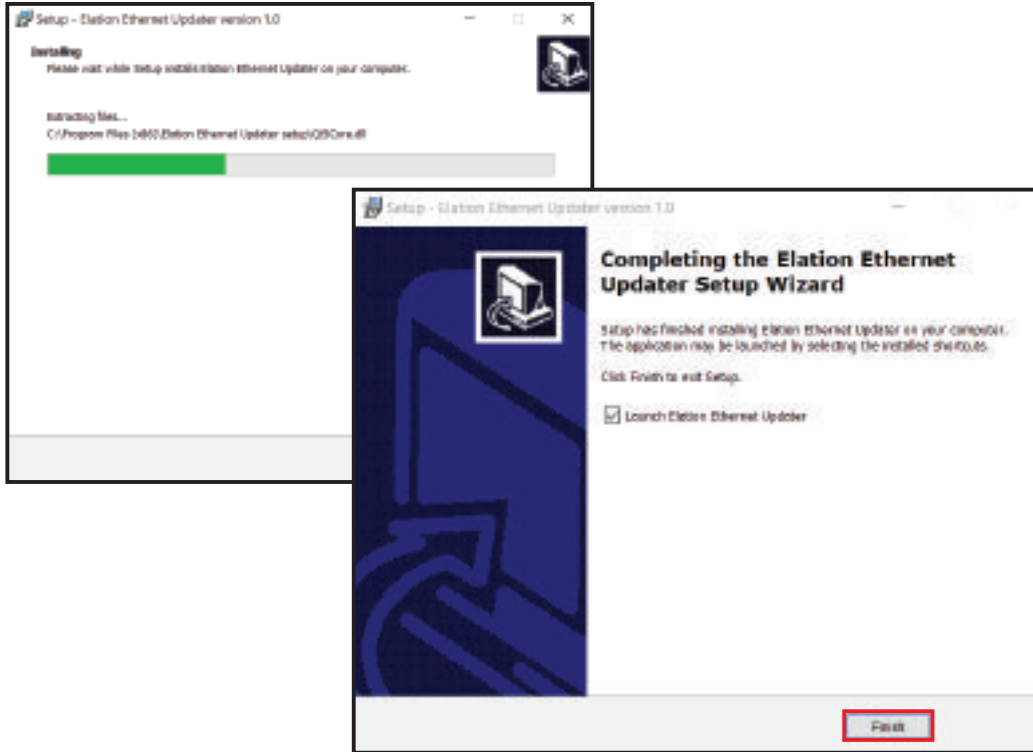 Setup - Elation Ethernet Updater version 1.0
Installing
Please wait while Setup installs Elation Ethernet Updater on your computer.
Extracting files...
C:\Program Files (x86)\Elation Ethernet Updater setup\Qt5Core.dll
Setup - Elation Ethernet Updater version 1.0
Completing the Elation Ethernet
Updater Setup Wizard
Setup has finished installing Elation Ethernet Updater on your computer.
The application may be launched by selecting the installed shortcuts.
Click Finish to exit Setup.
Launch Elation Ethernet Updater
Finish